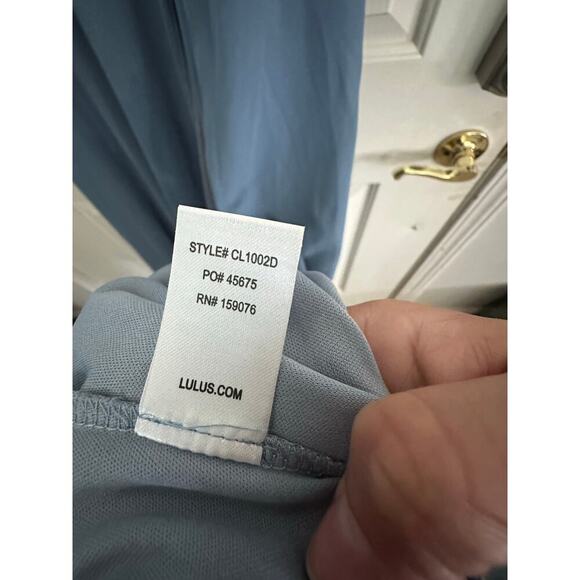 STYLE# CL1002D
PO# 45675
RN# 159076
LULUS.COM